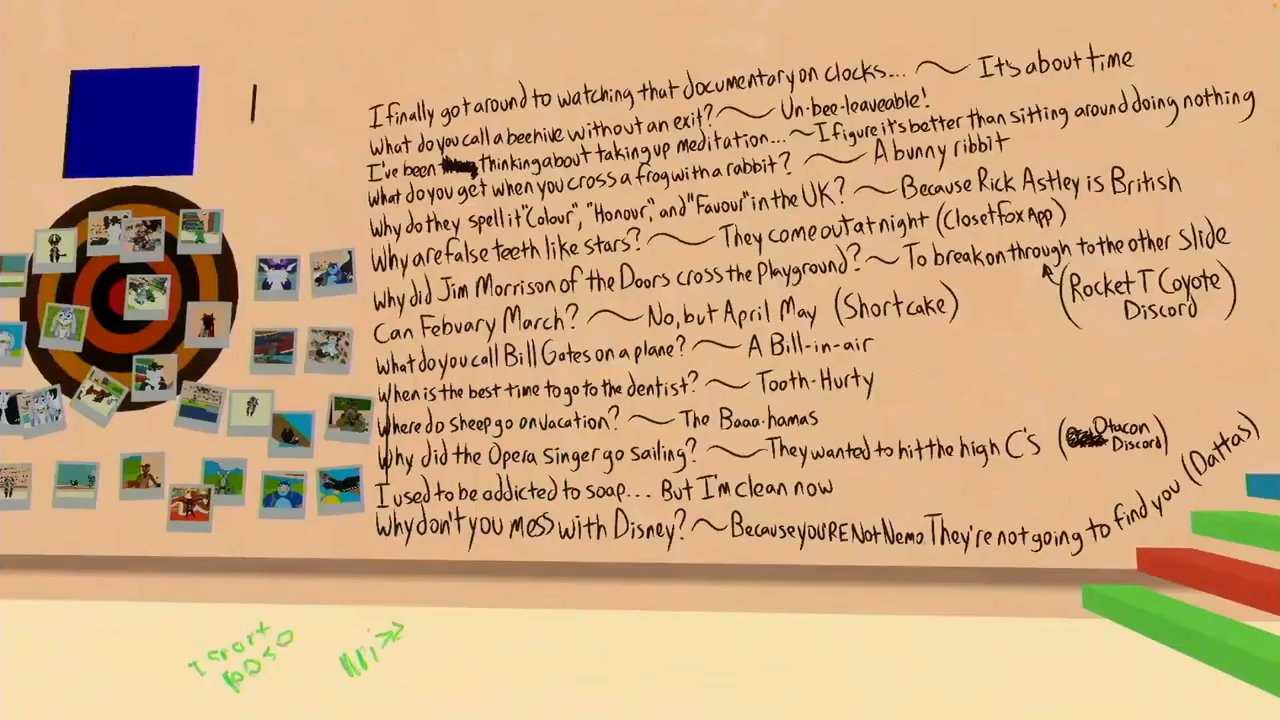 I finally got around to watching that documentary on clocks... ~ It's about time
What do you call a beehive without an exit? ~ Un-bee-leaveable!
I've been thinking about taking up meditation... ~ I figure it's better than sitting around doing nothing
What do you get when you cross a frog with a rabbit? ~ A bunny ribbit
Why do they spell it "Colour", "Honour", and "Favour" in the UK? ~ Because Rick Astley is British
Why are false teeth like stars? ~ They come out at night (Closet Fox App)
Why did Jim Morrison of the Doors cross the Playground? ~ To break on through to the other slide
(Rocket T Coyote
Discord)
Can Febuary March? ~ No, but April May (Shortcake)
What do you call Bill Gates on a plane? ~ A Bill-in-air
When is the best time to go to the dentist? ~ Tooth-Hurty
Where do sheep go on vacation? ~ The Baaa-hamas
Why did the Opera singer go sailing? ~ They wanted to hit the high C's (Otacon
Discord)
I used to be addicted to soap... But I'm clean now
Why don't you mess with Disney? ~ Because YOU'RE Not Nemo. They're not going to find you (Dattas)